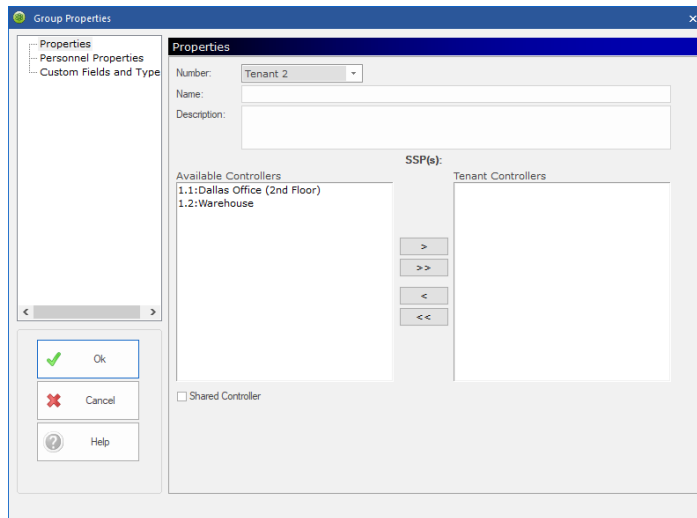 Group Properties
Properties
Personnel Properties
Custom Fields and Type
Properties
Number: Tenant 2
Name:
Description:
SSP(s):
Available Controllers
Tenant Controllers
1.1:Dallas Office (2nd Floor)
1.2:Warehouse
>
>>
<
<<
Shared Controller
Ok
Cancel
Help